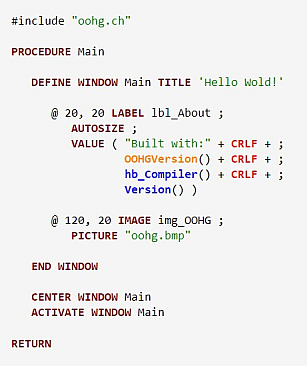 #include "oohg.ch"
PROCEDURE Main
DEFINE WINDOW Main TITLE 'Hello Wold!'
@ 20, 20 LABEL lbl_About ;
AUTOSIZE ;
VALUE ( "Built with:" + CRLF + ;
OOHGVersion() + CRLF + ;
hb_Compiler() + CRLF + ;
Version() )
@ 120, 20 IMAGE img_OOHG ;
PICTURE "oohg.bmp"
END WINDOW
CENTER WINDOW Main
ACTIVATE WINDOW Main
RETURN